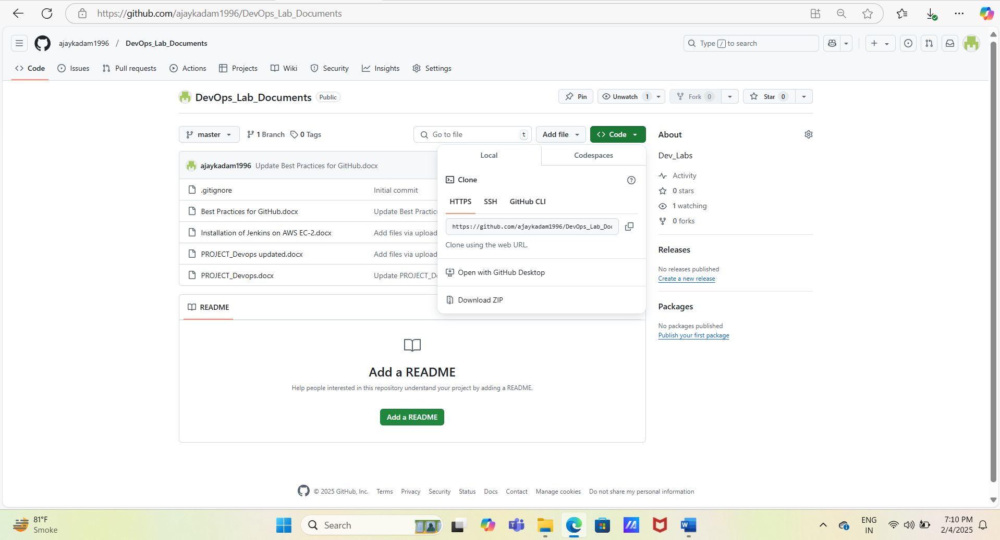 https://github.com/ajaykadam1996/DevOps_Lab_Documents
ajaykadam1996 / DevOps_Lab_Documents
Type / to search
Code
Issues
Pull requests
Actions
Projects
Wiki
Security
Insights
Settings
DevOps_Lab_Documents Public
Pin
Unwatch 1
Fork 0
Star 0
master
1 Branch
0 Tags
Go to file t
Add file
Code
ajaykadam1996 Update Best Practices for GitHub.docx
.gitignore Initial commit
Best Practices for GitHub.docx Update Best Practic
Installation of Jenkins on AWS EC-2.docx Add files via upload
PROJECT_Devops updated.docx Add files via upload
PROJECT_Devops.docx Update PROJECT_De
Local
Codespaces
Clone
HTTPS SSH GitHub CLI
https://github.com/ajaykadam1996/DevOps_Lab_Doc
Clone using the web URL.
Open with GitHub Desktop
Download ZIP
README
Add a README
Help people interested in this repository understand your project by adding a README.
Add a README
About
Dev_Labs
Activity
0 stars
1 watching
0 forks
Releases
No releases published
Create a new release
Packages
No packages published
Publish your first package
© 2025 GitHub, Inc. Terms Privacy Security Status Docs Contact Manage cookies Do not share my personal information
81°F
Smoke
Search
ENG
IN
7:10 PM
2/4/2025